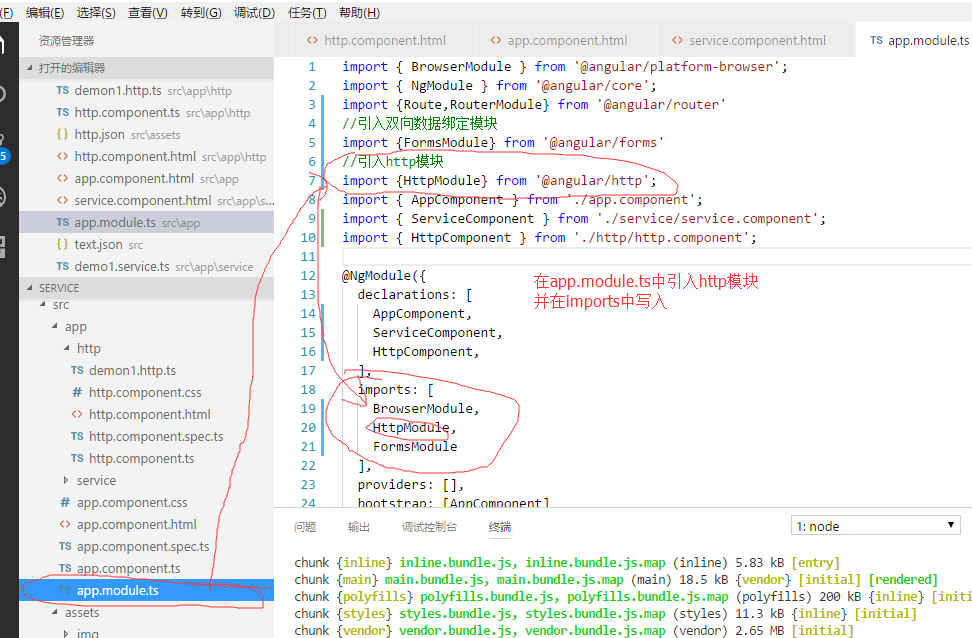 (F) 编辑(E) 选择(S) 查看(V) 转到(G) 调试(D) 任务(T) 帮助(H)
资源管理器
打开的编辑器
TS demon1.http.ts src\app\http
TS http.component.ts src\app\http
{} http.json src\assets
<> http.component.html src\app\http
<> app.component.html src\app
<> service.component.html src\app\s...
TS app.module.ts src\app
{} text.json src
TS demo1.service.ts src\app\service
5
SERVICE
src
app
http
TS demon1.http.ts
# http.component.css
<> http.component.html
TS http.component.spec.ts
TS http.component.ts
service
# app.component.css
<> app.component.html
TS app.component.spec.ts
TS app.component.ts
TS app.module.ts
assets
img
<> http.component.html <> app.component.html <> service.component.html TS app.module.ts
1 import { BrowserModule } from '@angular/platform-browser';
2 import { NgModule } from '@angular/core';
3 import {Route,RouterModule} from '@angular/router'
4 //引入双向数据绑定模块
5 import {FormsModule} from '@angular/forms'
6 //引入http模块
7 import {HttpModule} from '@angular/http';
8 import { AppComponent } from './app.component';
9 import { ServiceComponent } from './service/service.component';
10 import { HttpComponent } from './http/http.component';
11
12 @NgModule({
13 declarations: [
14 AppComponent,
15 ServiceComponent,
16 HttpComponent,
17 ],
18 imports: [
19 BrowserModule,
20 HttpModule,
21 FormsModule
22 ],
23 providers: [],
24 bootstrap: [AppComponent]
在app.module.ts中引入http模块
并在imports中写入
问题 输出 调试控制台 终端 1: node
chunk {inline} inline.bundle.js, inline.bundle.js.map (inline) 5.83 kB [entry]
chunk {main} main.bundle.js, main.bundle.js.map (main) 18.5 kB {vendor} [initial] [rendered]
chunk {polyfills} polyfills.bundle.js, polyfills.bundle.js.map (polyfills) 200 kB {inline} [initi
chunk {styles} styles.bundle.js, styles.bundle.js.map (styles) 11.3 kB {inline} [initial]
chunk {vendor} vendor.bundle.js, vendor.bundle.js.map (vendor) 2.65 MB [initial]